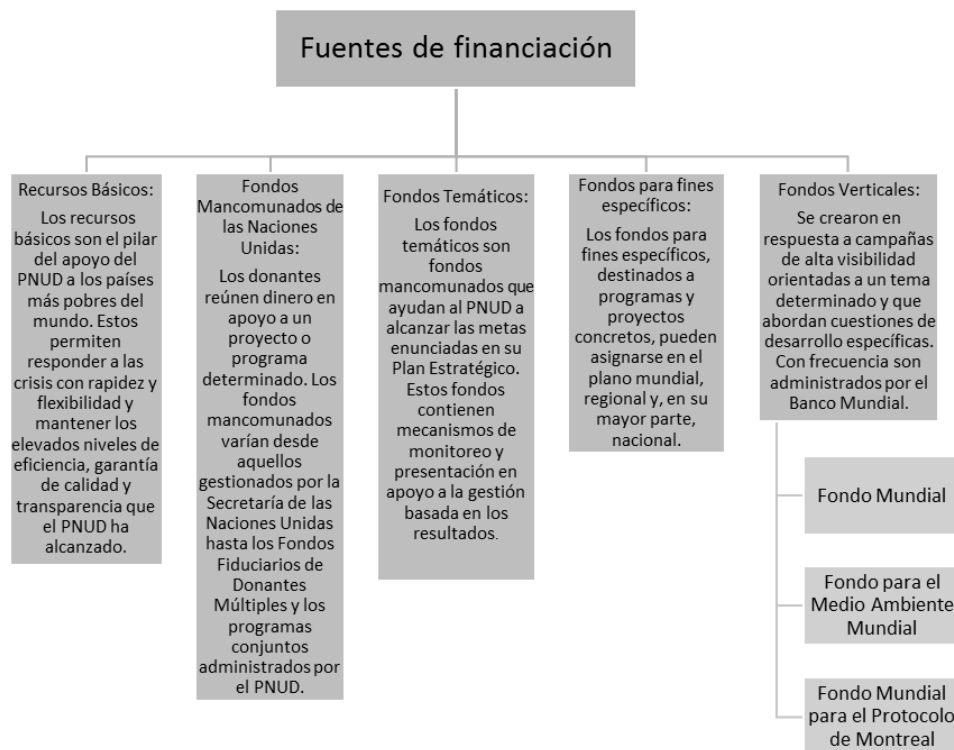 Fuentes de financiación
Recursos Básicos:
Los recursos
básicos son el pilar
del apoyo del
PNUD a los países
más pobres del
mundo. Estos
permiten
responder a las
crisis con rapidez y
flexibilidad y
mantener los
elevados niveles de
eficiencia, garantía
de calidad y
transparencia que
el PNUD ha
alcanzado.
Fondos
Mancomunados de
las Naciones
Unidas:
Los donantes
reúnen dinero en
apoyo a un
proyecto o
programa
determinado. Los
fondos
mancomunados
varían desde
aquellos
gestionados por la
Secretaría de las
Naciones Unidas
hasta los Fondos
Fiduciarios de
Donantes
Múltiples y los
programas
conjuntos
administrados por
el PNUD.
Fondos Temáticos:
Los fondos
temáticos son
fondos
mancomunados que
ayudan al PNUD a
alcanzar las metas
enunciadas en su
Plan Estratégico.
Estos fondos
contienen
mecanismos de
monitoreo y
presentación en
apoyo a la gestión
basada en los
resultados.
Fondos para fines
específicos:
Los fondos para
fines específicos,
destinados a
programas y
proyectos
concretos, pueden
asignarse en el
plano mundial,
regional y, en su
mayor parte,
nacional.
Fondos Verticales:
Se crearon en
respuesta a campañas
de alta visibilidad
orientadas a un tema
determinado y que
abordan cuestiones de
desarrollo específicas.
Con frecuencia son
administrados por el
Banco Mundial.
Fondo Mundial
Fondo para el
Medio Ambiente
Mundial
Fondo Mundial
para el Protocolo
de Montreal